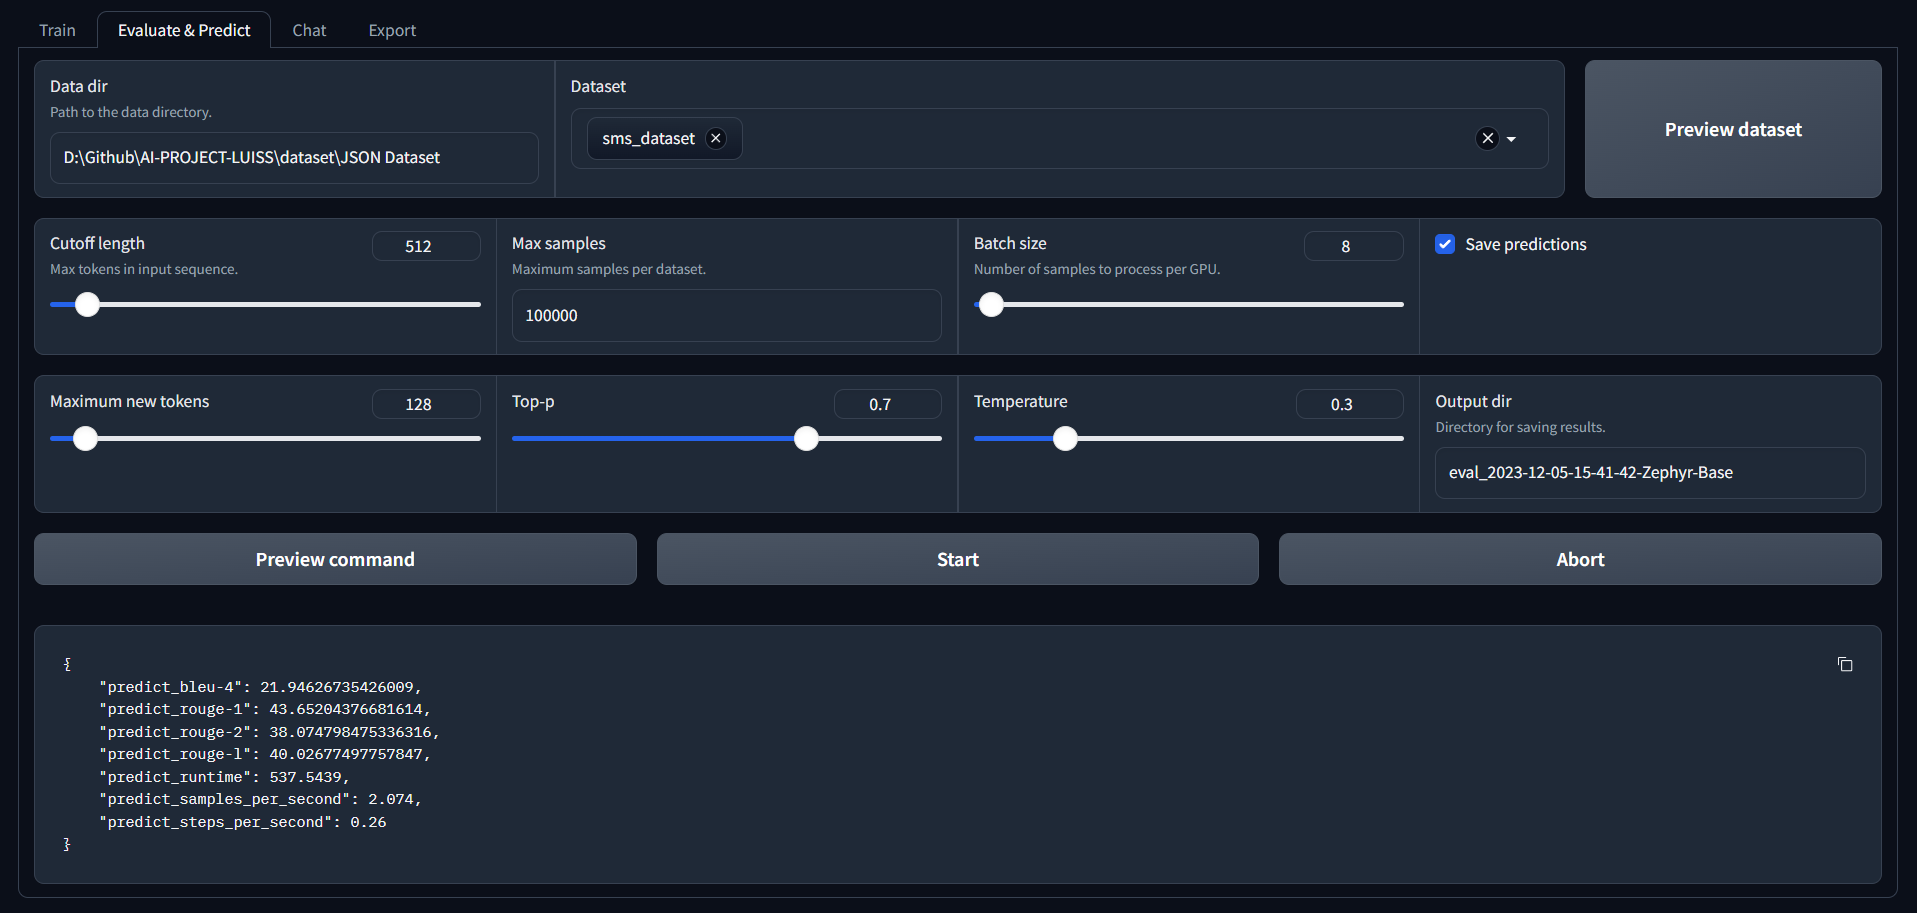 Train Evaluate & Predict Chat Export
Data dir
Path to the data directory.
D:\Github\AI-PROJECT-LUISS\dataset\JSON Dataset
Dataset
sms_dataset
Preview dataset
Cutoff length 512
Max tokens in input sequence.
Max samples
Maximum samples per dataset.
100000
Batch size 8
Number of samples to process per GPU.
Save predictions
Maximum new tokens 128
Top-p 0.7
Temperature 0.3
Output dir
Directory for saving results.
eval_2023-12-05-15-41-42-Zephyr-Base
Preview command Start Abort
{
"predict_bleu-4": 21.94626735426009,
"predict_rouge-1": 43.65204376681614,
"predict_rouge-2": 38.074798475336316,
"predict_rouge-l": 40.02677497757847,
"predict_runtime": 537.5439,
"predict_samples_per_second": 2.074,
"predict_steps_per_second": 0.26
}